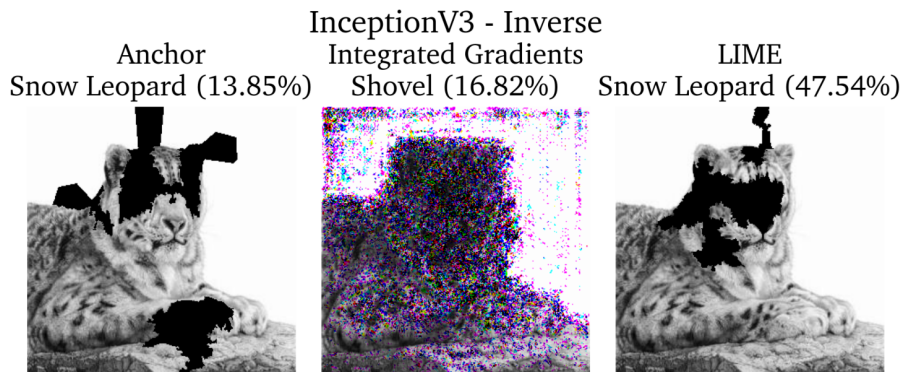 InceptionV3 - Inverse
Anchor
Snow Leopard (13.85%)
Integrated Gradients
Shovel (16.82%)
LIME
Snow Leopard (47.54%)